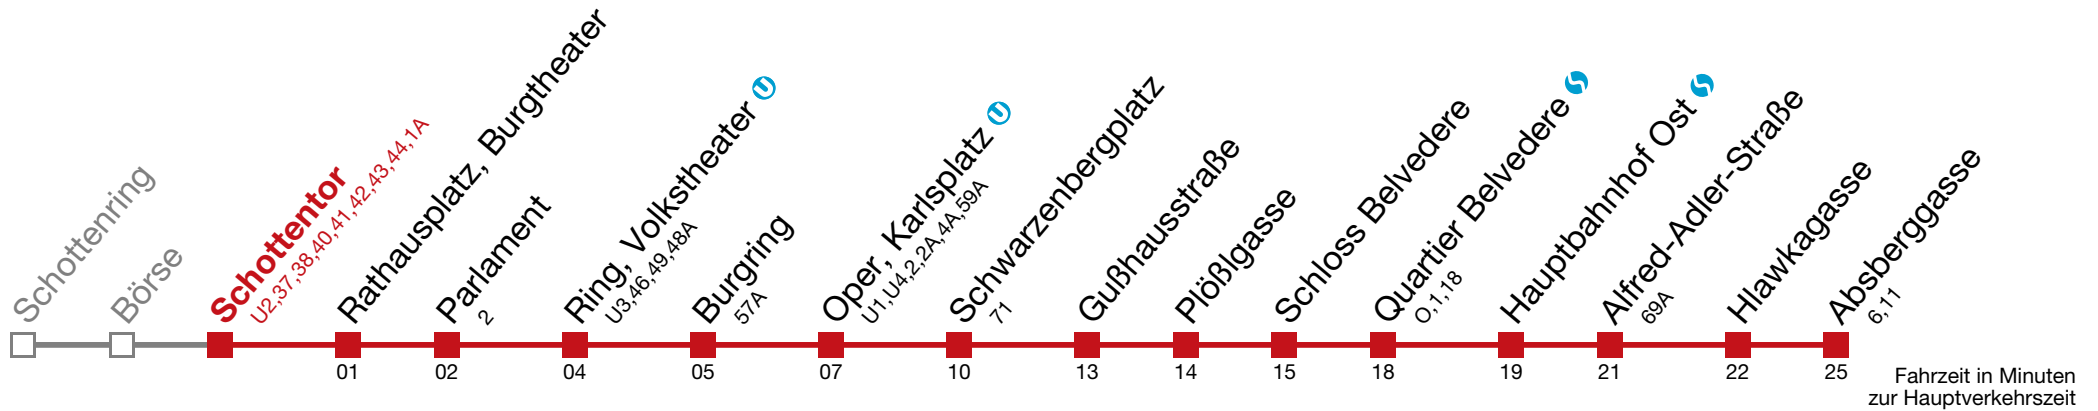 Schottenring
Börse
Schottentor
U2,37,38,40,41,42,43,44,1A
Rathausplatz, Burgtheater
01
Parlament
2
02
Ring, Volkstheater U
U3,46,49,48A
04
Burgring
57A
05
Oper, Karlsplatz U
U1,U4,2,2A,4A,59A
07
Schwarzenbergplatz
71
10
Gußhausstraße
13
Plößlgasse
14
Schloss Belvedere
15
Quartier Belvedere S
O,1,18
18
Hauptbahnhof Ost S
19
Alfred-Adler-Straße
69A
21
Hlawkagasse
22
Absberggasse
6,11
25
Fahrzeit in Minuten
zur Hauptverkehrszeit